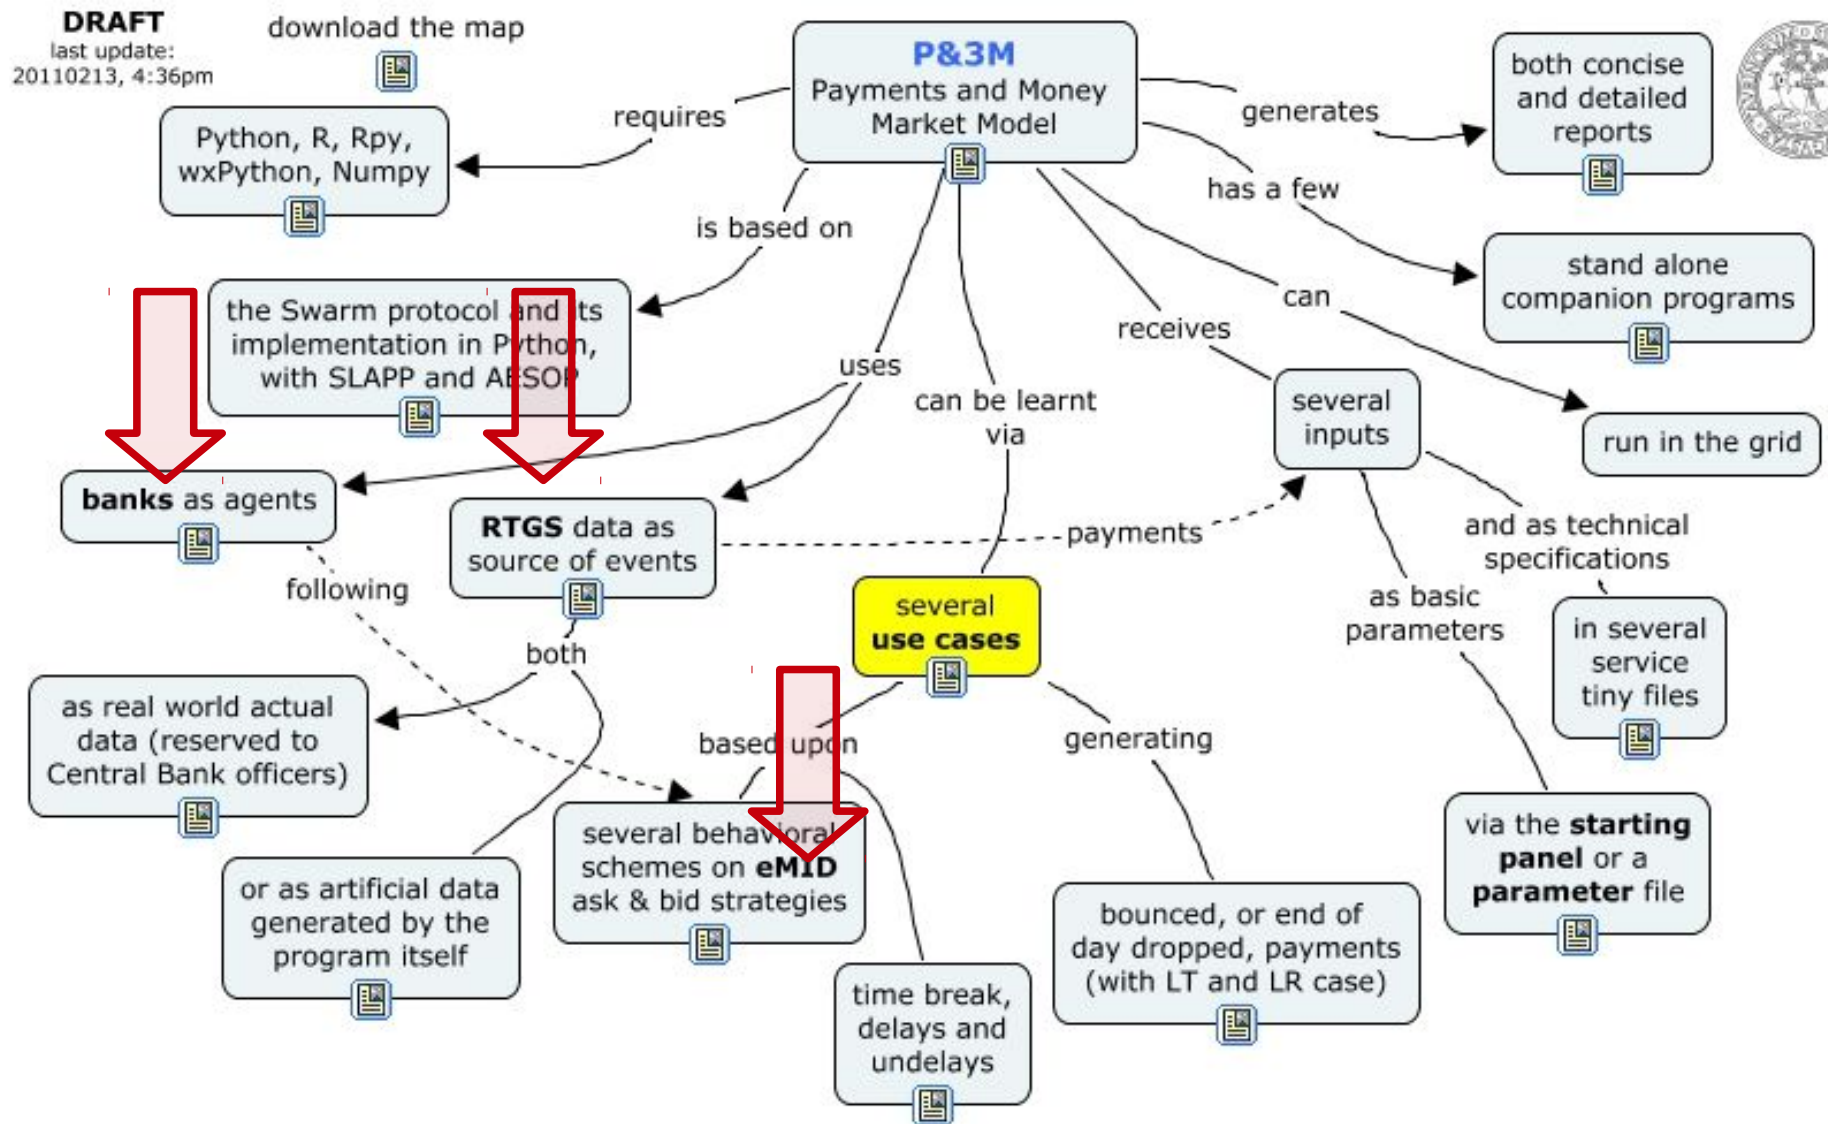 DRAFT
last update:
20110213, 4:36pm
download the map
P&3M
Payments and Money
Market Model
requires
Python, R, Rpy,
wxPython, Numpy
is based on
the Swarm protocol and its
implementation in Python,
with SLAPP and AESOP
uses
banks as agents
RTGS data as
source of events
following
both
as real world actual
data (reserved to
Central Bank officers)
or as artificial data
generated by the
program itself
can be learnt
via
several
use cases
based upon
several behavioral
schemes on eMID
ask & bid strategies
time break,
delays and
undelays
generating
bounced, or end of
day dropped, payments
(with LT and LR case)
receives
several
inputs
payments
as basic
parameters
via the starting
panel or a
parameter file
and as technical
specifications
in several
service
tiny files
can
run in the grid
has a few
stand alone
companion programs
generates
both concise
and detailed
reports